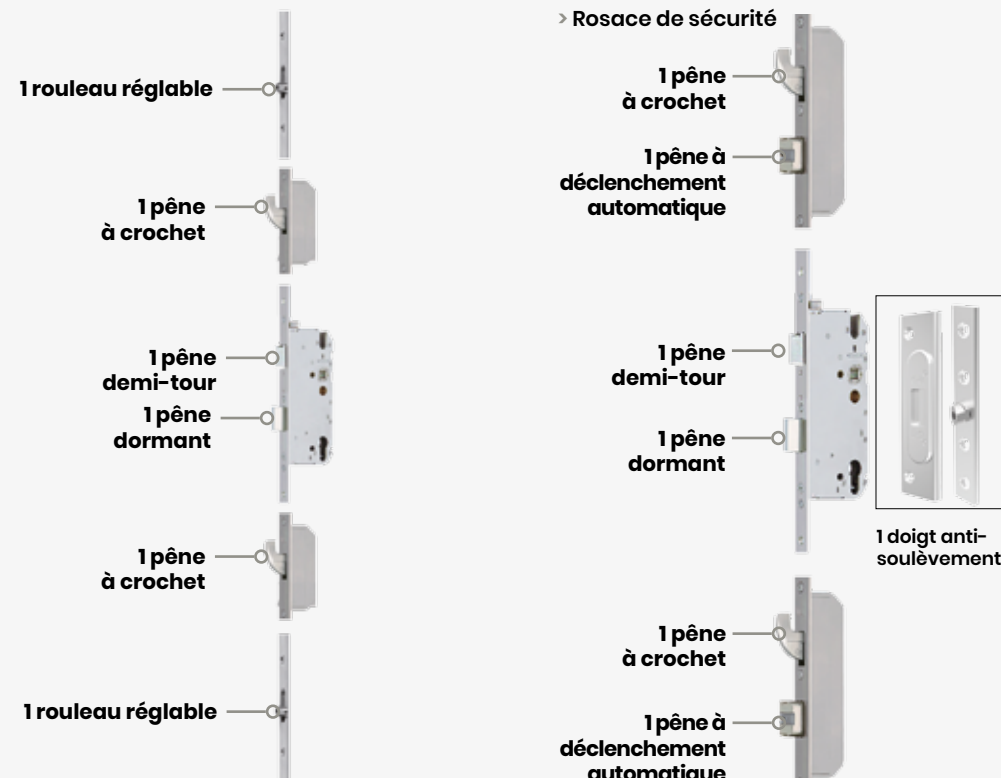 1 rouleau réglable
1 pêne
à crochet
1 pêne
demi-tour
1 pêne
dormant
1 pêne
à crochet
1 rouleau réglable
> Rosace de sécurité
1 pêne
à crochet
1 pêne à
déclenchement
automatique
1 pêne
demi-tour
1 pêne
dormant
1 doigt anti-
soulèvement
1 pêne
à crochet
1 pêne à
déclenchement
automatique